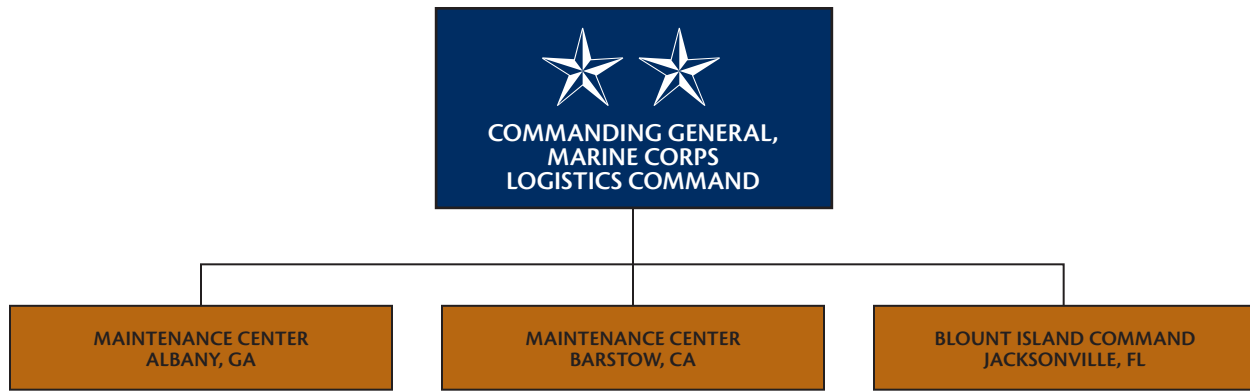 COMMANDING GENERAL,
MARINE CORPS
LOGISTICS COMMAND
MAINTENANCE CENTER
ALBANY, GA
MAINTENANCE CENTER
BARSTOW, CA
BLOUNT ISLAND COMMAND
JACKSONVILLE, FL